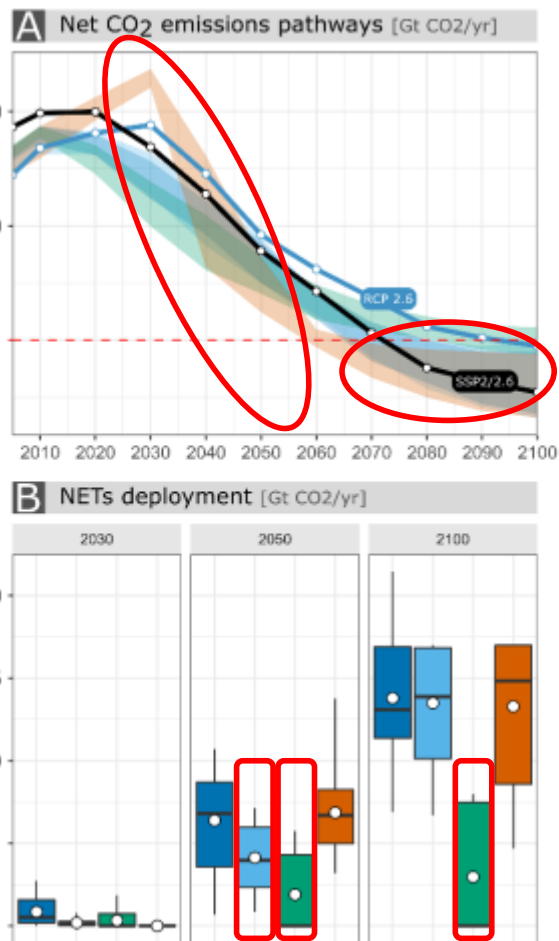 A Net CO2 emissions pathways [Gt CO2/yr]
RCP 2.6
SSP2/2.6
2010 2020 2030 2040 2050 2060 2070 2080 2090 2100
B NETs deployment [Gt CO2/yr]
2030 2050 2100